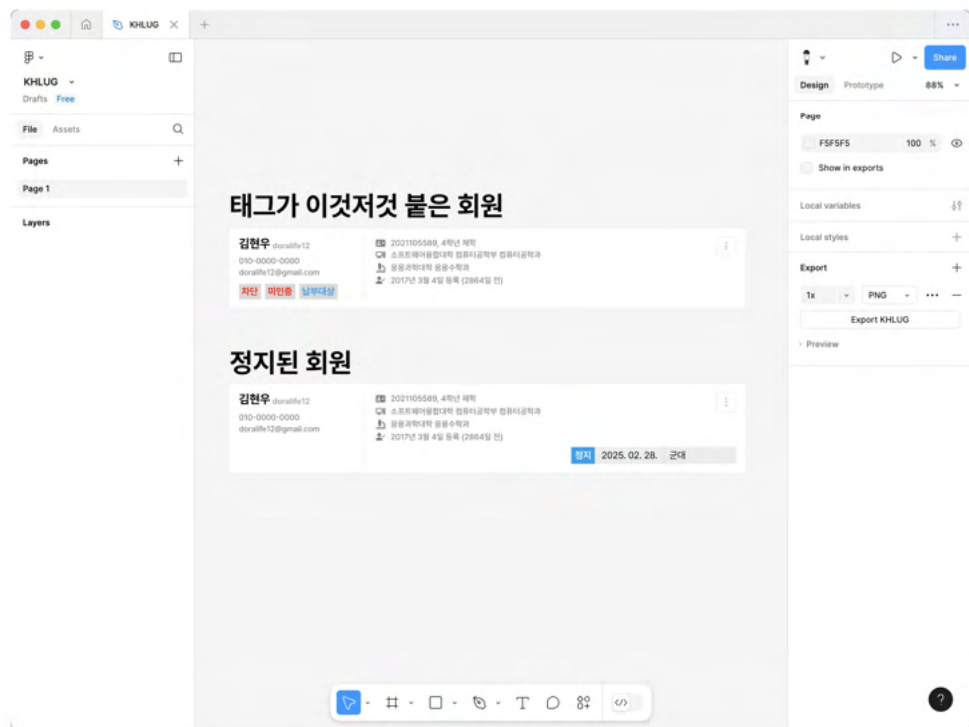 KHLUG
KHLUG
Drafts Free
File Assets
Pages
Page 1
Layers
태그가 이것저것 붙은 회원
김현우 doralife12
010-0000-0000
doralife12@gmail.com
차단 미인증 납부대상
2021105589, 4학년 재학
소프트웨어융합대학 컴퓨터공학부 컴퓨터공학과
응용과학대학 응용수학과
2017년 3월 4일 등록 (2864일 전)
정지된 회원
김현우 doralife12
010-0000-0000
doralife12@gmail.com
2021105589, 4학년 재학
소프트웨어융합대학 컴퓨터공학부 컴퓨터공학과
응용과학대학 응용수학과
2017년 3월 4일 등록 (2864일 전)
정지 2025. 02. 28. 군대
Share
Design Prototype 88%
Page
F5F5F5 100 %
Show in exports
Local variables
Local styles
Export
1x PNG
Export KHLUG
Preview
?